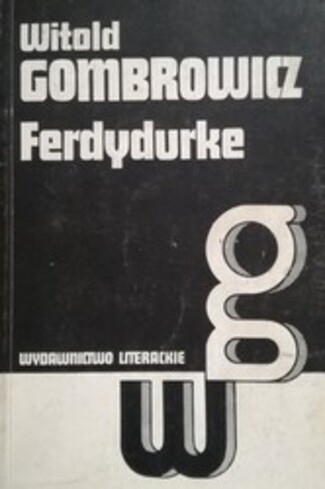 Witold
GOMBROWICZ
Ferdydurke
g
WYDAWNICTWO LITERACKIE
w